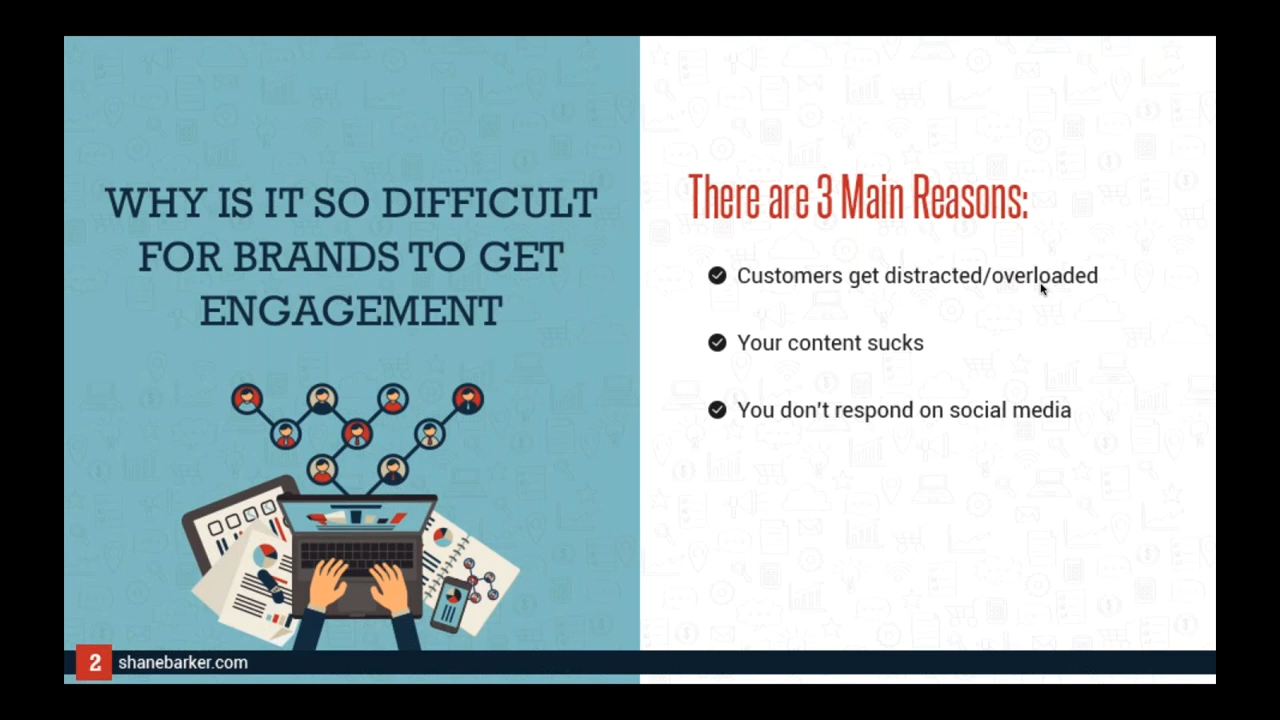 WHY IS IT SO DIFFICULT
FOR BRANDS TO GET
ENGAGEMENT
There are 3 Main Reasons:
Customers get distracted/overloaded
Your content sucks
You don't respond on social media
2 shanebarker.com